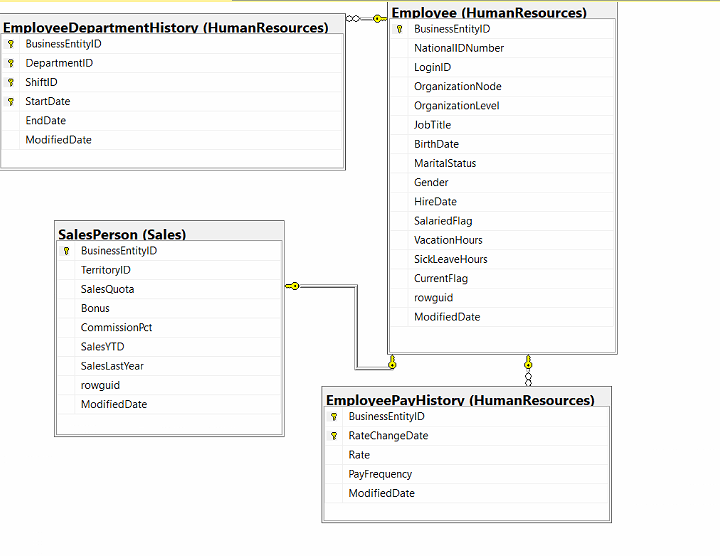 EmployeeDepartmentHistory (HumanResources)
BusinessEntityID
DepartmentID
ShiftID
StartDate
EndDate
ModifiedDate
Employee (HumanResources)
BusinessEntityID
NationalIDNumber
LoginID
OrganizationNode
OrganizationLevel
JobTitle
BirthDate
MaritalStatus
Gender
HireDate
SalariedFlag
VacationHours
SickLeaveHours
CurrentFlag
rowguid
ModifiedDate
SalesPerson (Sales)
BusinessEntityID
TerritoryID
SalesQuota
Bonus
CommissionPct
SalesYTD
SalesLastYear
rowguid
ModifiedDate
EmployeePayHistory (HumanResources)
BusinessEntityID
RateChangeDate
Rate
PayFrequency
ModifiedDate